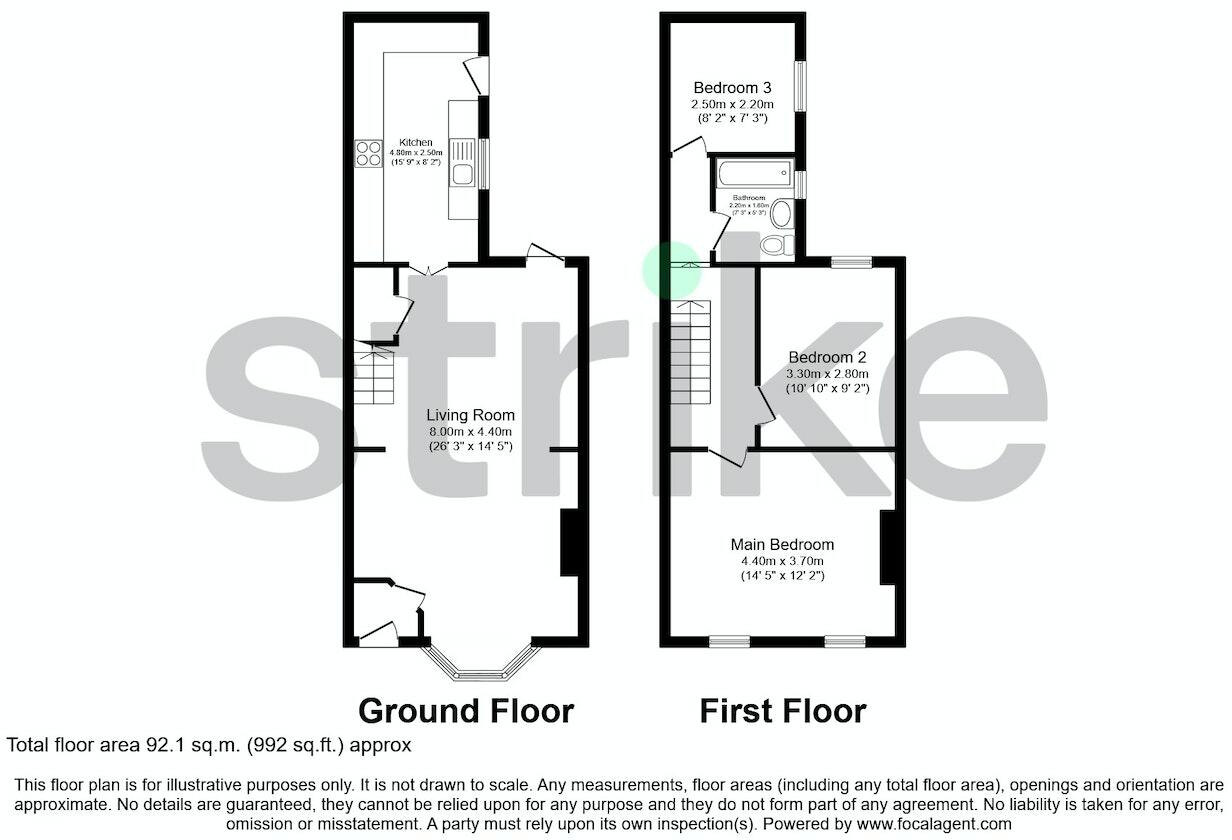 Kitchen
4.80m x 2.50m
(15' 9" x 8' 2")
Bedroom 3
2.50m x 2.20m
(8' 2" x 7' 3")
Bathroom
2.20m x 1.60m
(7' 3" x 5' 3")
strike
Living Room
8.00m x 4.40m
(26' 3" x 14' 5")
Bedroom 2
3.30m x 2.80m
(10' 10" x 9' 2")
Main Bedroom
4.40m x 3.70m
(14' 5" x 12' 2")
Ground Floor
First Floor
Total floor area 92.1 sq.m. (992 sq.ft.) approx
This floor plan is for illustrative purposes only. It is not drawn to scale. Any measurements, floor areas (including any total floor area), openings and orientation are
approximate. No details are guaranteed, they cannot be relied upon for any purpose and they do not form part of any agreement. No liability is taken for any error,
omission or misstatement. A party must rely upon its own inspection(s). Powered by www.focalagent.com